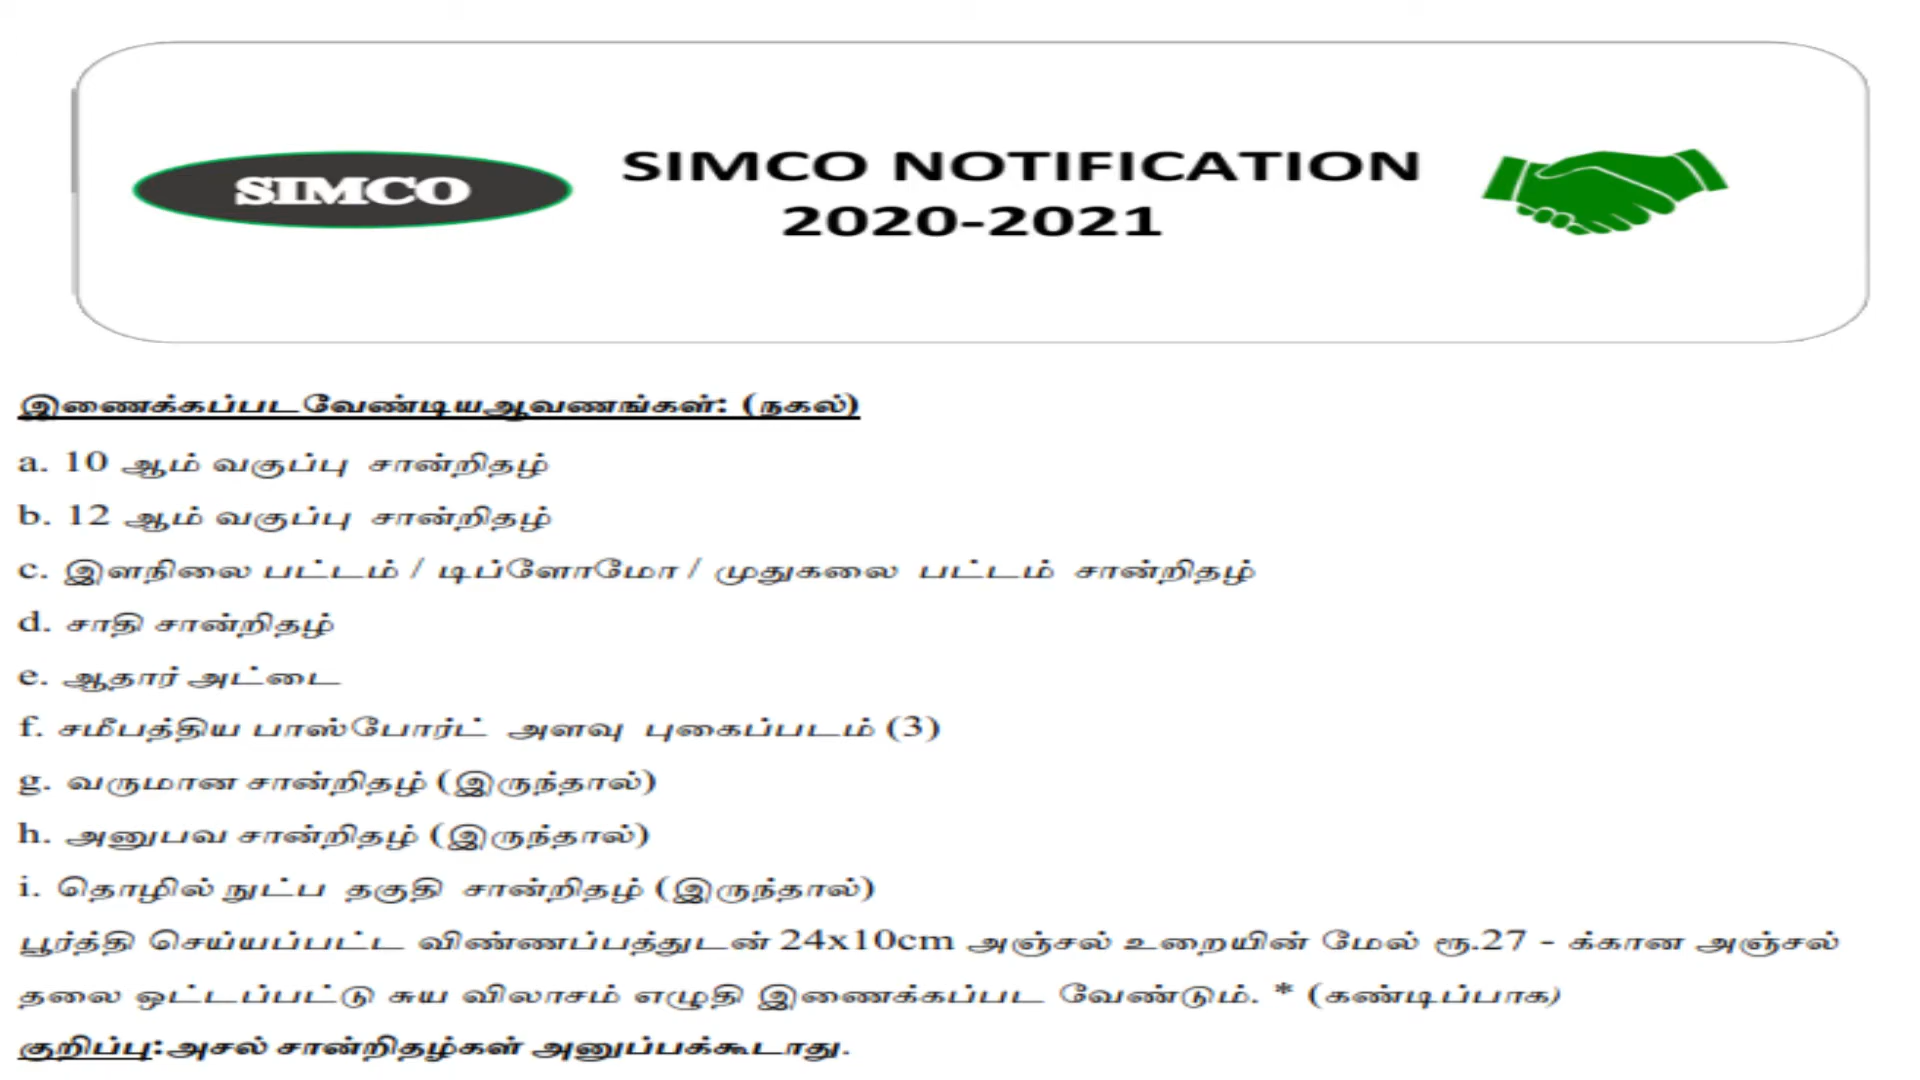 SIMCO
SIMCO NOTIFICATION
2020-2021
இணைக்கப்படவேண்டியஆவணங்கள்: (நகல்)
a. 10 ஆம் வகுப்பு சான்றிதழ்
b. 12 ஆம் வகுப்பு சான்றிதழ்
c. இளநிலை பட்டம் / டிப்ளோமோ / முதுகலை பட்டம் சான்றிதழ்
d. சாதி சான்றிதழ்
e. ஆதார் அட்டை
f. சமீபத்திய பாஸ்போர்ட் அளவு புகைப்படம் (3)
g. வருமான சான்றிதழ் (இருந்தால்)
h. அனுபவ சான்றிதழ் (இருந்தால்)
i. தொழில் நுட்ப தகுதி சான்றிதழ் (இருந்தால்)
பூர்த்தி செய்யப்பட்ட விண்ணப்பத்துடன் 24x10cm அஞ்சல் உறையின் மேல் ரூ.27 - க்கான அஞ்சல்
தலை ஒட்டப்பட்டு சுய விலாசம் எழுதி இணைக்கப்பட வேண்டும். * (கண்டிப்பாக)
குறிப்பு:அசல் சான்றிதழ்கள் அனுப்பக்கூடாது.